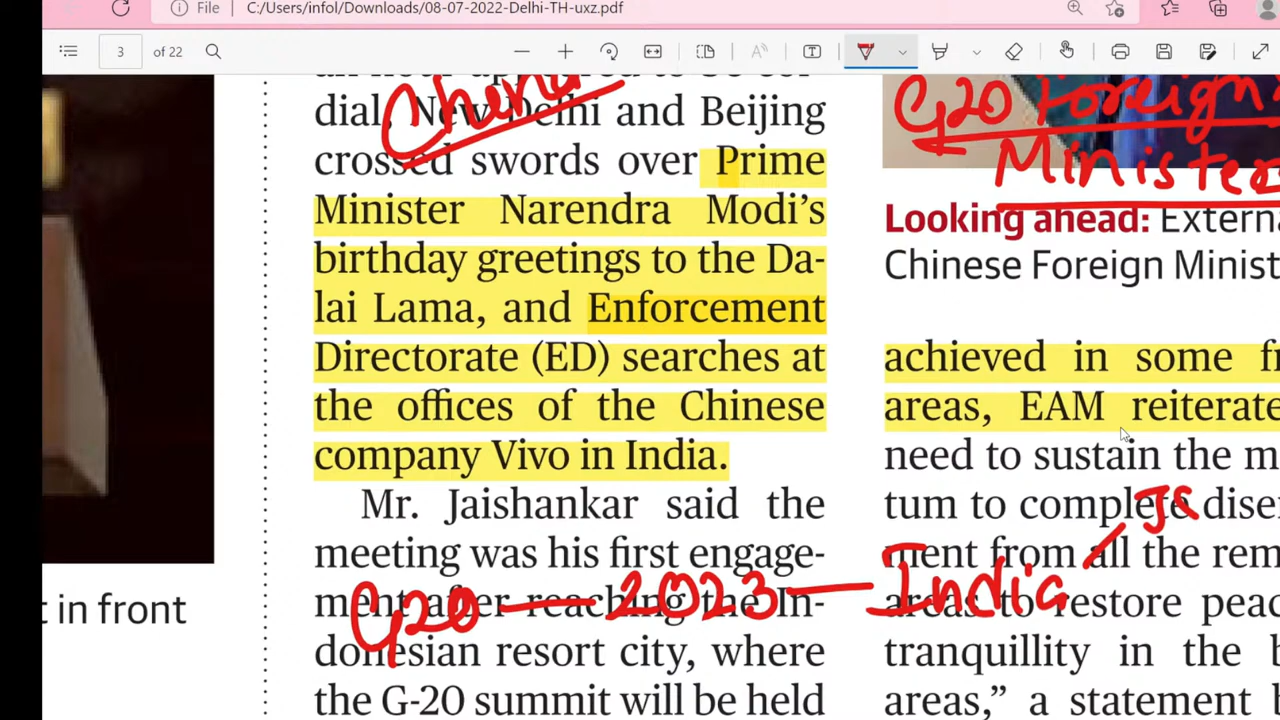 File
C:/Users/infol/Downloads/08-07-2022-Delhi-TH-uxz.pdf
3 of 22
dial, New Delhi and Beijing
crossed swords over Prime
Minister Narendra Modi's
birthday greetings to the Da-
lai Lama, and Enforcement
Directorate (ED) searches at
the offices of the Chinese
company Vivo in India.
Mr. Jaishankar said the
meeting was his first engage-
ment after reaching the In-
donesian resort city, where
the G-20 summit will be held
t in front
G20 Foreign
Minister
Looking ahead: Externa
Chinese Foreign Minist
achieved in some fr
areas, EAM reiterate
need to sustain the m
tum to complete disen
ment from all the rem
areas to restore peac
tranquillity in the b
areas," a statement b
G20 — 2023 — India